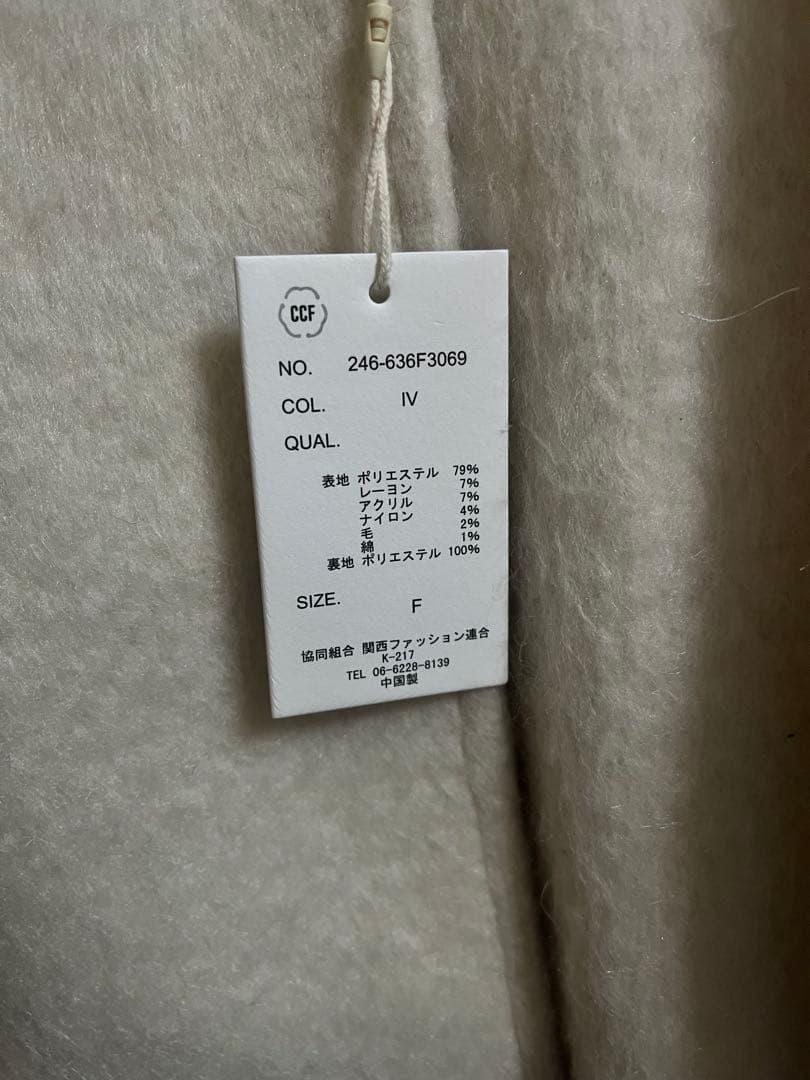 CCF
NO. 246-636F3069
COL. IV
QUAL.
表地 ポリエステル 79%
レーヨン 7%
アクリル 7%
ナイロン 4%
毛 2%
綿 1%
裏地 ポリエステル 100%
SIZE. F
協同組合 関西ファッション連合
K-217
TEL 06-6228-8139
中国製